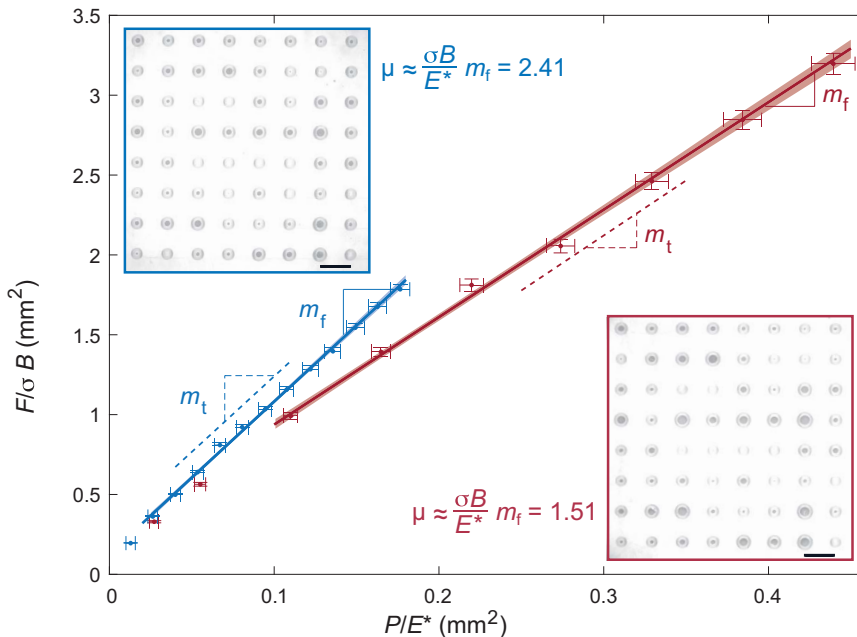 3.5
3
2.5
2
1.5
1
0.5
0
0
0.1
0.2
0.3
0.4
F/σ B (mm²)
P/E* (mm²)
μ ≈ σB/E* m_f = 2.41
m_f
m_t
m_f
m_t
μ ≈ σB/E* m_f = 1.51